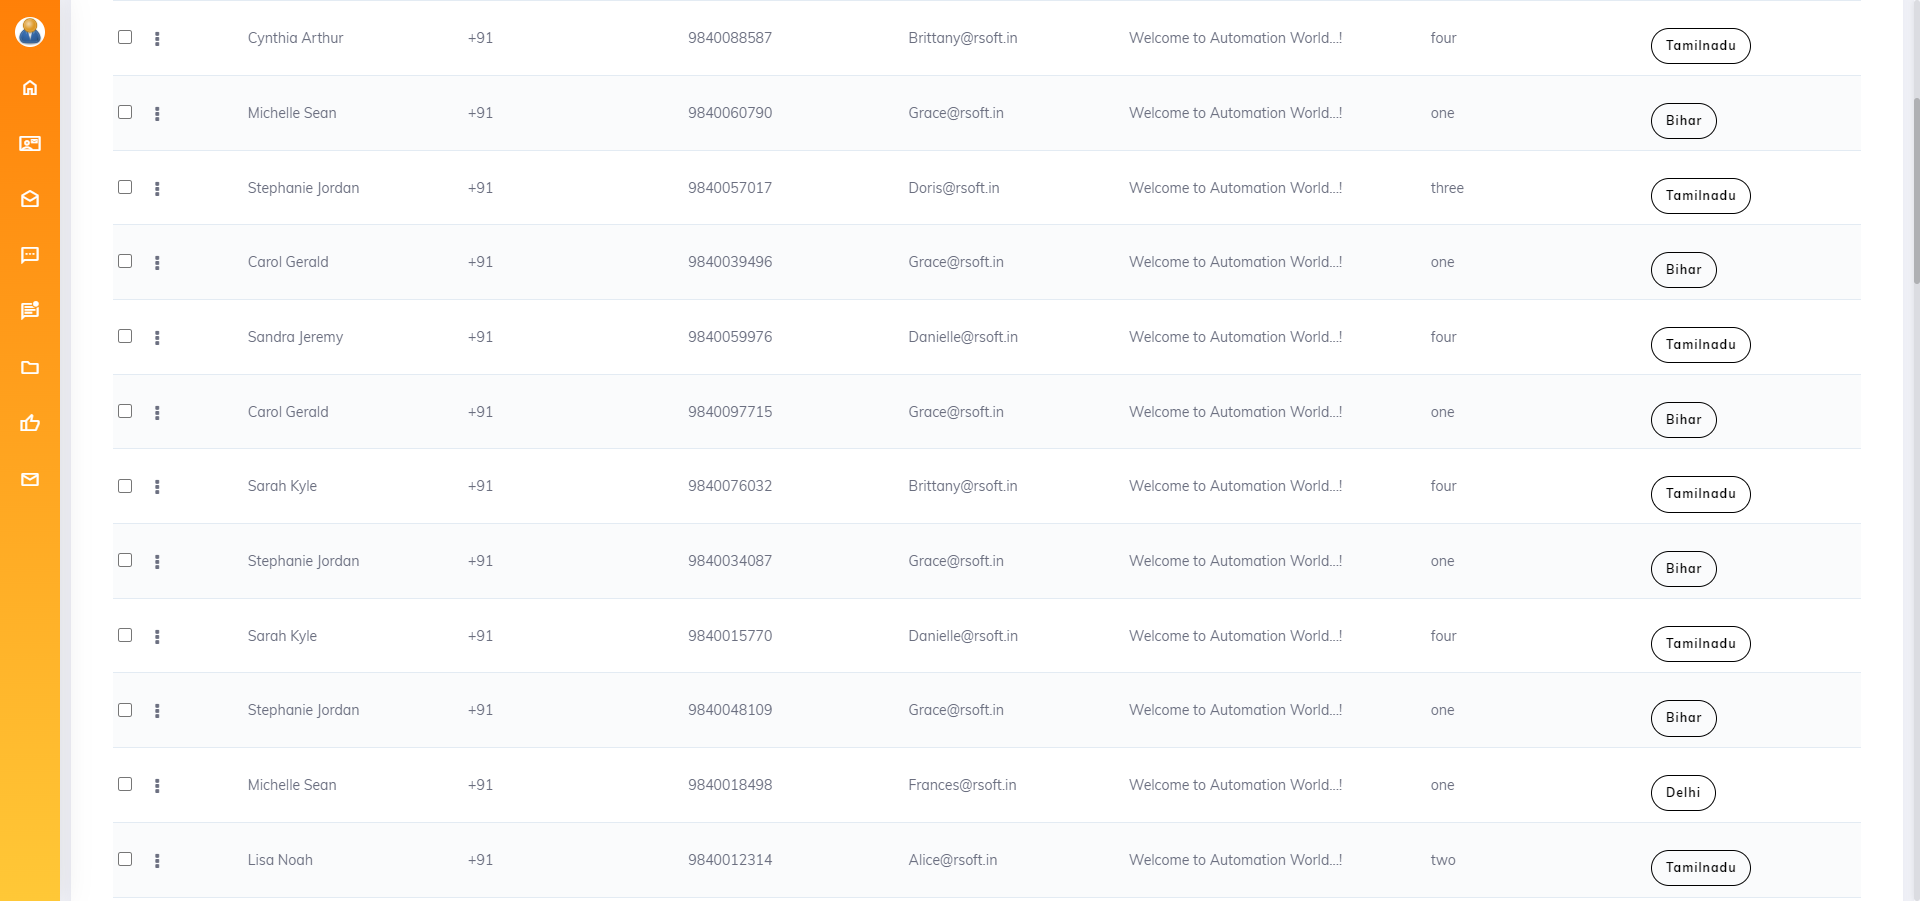 Cynthia Arthur +91 9840088587 Brittany@rsoft.in Welcome to Automation World...! four Tamilnadu
Michelle Sean +91 9840060790 Grace@rsoft.in Welcome to Automation World...! one Bihar
Stephanie Jordan +91 9840057017 Doris@rsoft.in Welcome to Automation World...! three Tamilnadu
Carol Gerald +91 9840039496 Grace@rsoft.in Welcome to Automation World...! one Bihar
Sandra Jeremy +91 9840059976 Danielle@rsoft.in Welcome to Automation World...! four Tamilnadu
Carol Gerald +91 9840097715 Grace@rsoft.in Welcome to Automation World...! one Bihar
Sarah Kyle +91 9840076032 Brittany@rsoft.in Welcome to Automation World...! four Tamilnadu
Stephanie Jordan +91 9840034087 Grace@rsoft.in Welcome to Automation World...! one Bihar
Sarah Kyle +91 9840015770 Danielle@rsoft.in Welcome to Automation World...! four Tamilnadu
Stephanie Jordan +91 9840048109 Grace@rsoft.in Welcome to Automation World...! one Bihar
Michelle Sean +91 9840018498 Frances@rsoft.in Welcome to Automation World...! one Delhi
Lisa Noah +91 9840012314 Alice@rsoft.in Welcome to Automation World...! two Tamilnadu